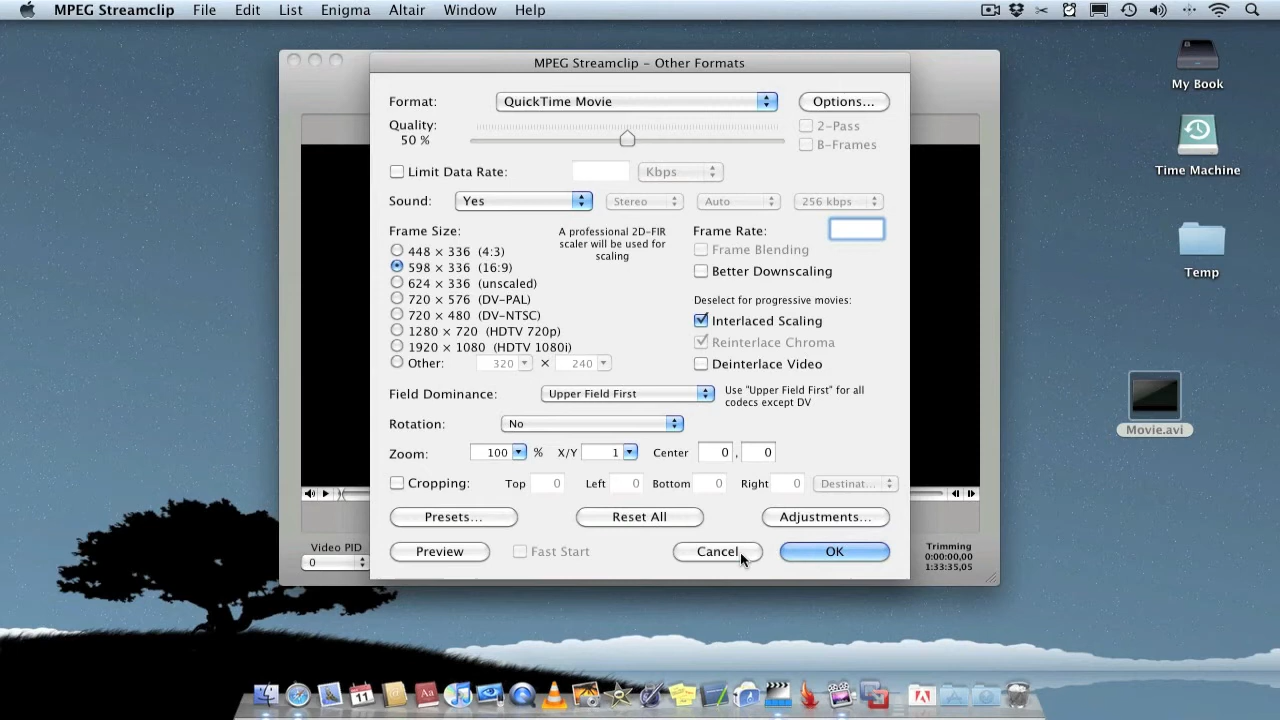 MPEG Streamclip File Edit List Enigma Altair Window Help
MPEG Streamclip – Other Formats
My Book
Format: QuickTime Movie Options...
Quality: 2-Pass
50 % B-Frames
Limit Data Rate: Kbps
Time Machine
Sound: Yes Stereo Auto 256 kbps
Frame Size: A professional 2D-FIR scaler will be used for scaling Frame Rate:
448 × 336 (4:3) Frame Blending
598 × 336 (16:9) Better Downscaling
Temp
624 × 336 (unscaled)
720 × 576 (DV-PAL) Deselect for progressive movies:
720 × 480 (DV-NTSC) Interlaced Scaling
1280 × 720 (HDTV 720p)
1920 × 1080 (HDTV 1080i) Reinterlace Chroma
Other: 320 × 240 Deinterlace Video
Field Dominance: Upper Field First Use "Upper Field First" for all codecs except DV
Rotation: No
Movie.avi
Zoom: 100 % X/Y 1 Center 0 , 0
Cropping: Top 0 Left 0 Bottom 0 Right 0 Destinat...
Presets... Reset All Adjustments...
Preview Fast Start Cancel OK
Video PID
0
Trimming
0:00:00,00
1:33:35,05
11
Aa